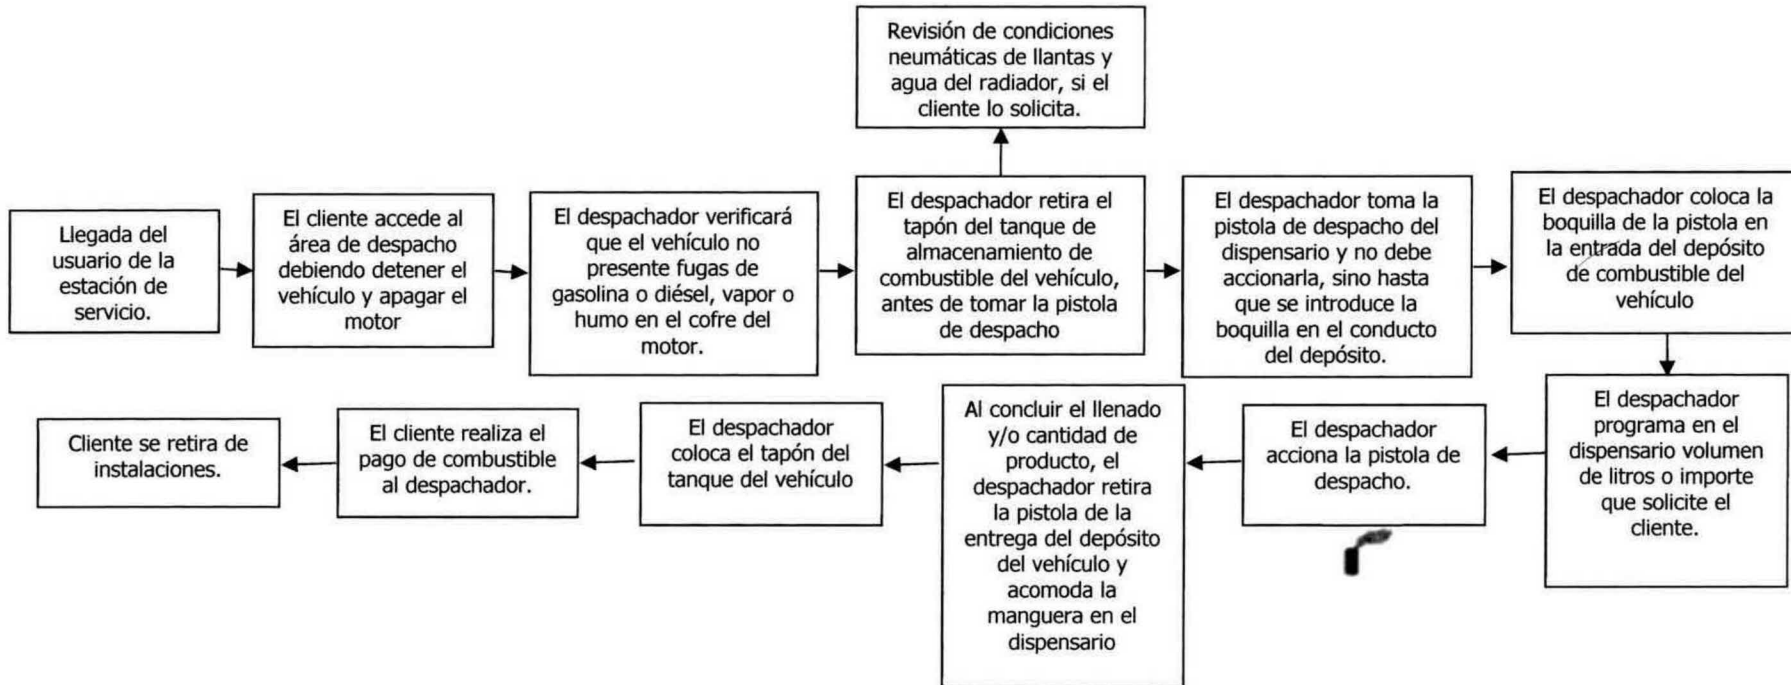 Revisión de condiciones
neumáticas de llantas y
agua del radiador, si el
cliente lo solicita.
Llegada del
usuario de la
estación de
servicio.
El cliente accede al
área de despacho
debiendo detener el
vehículo y apagar el
motor
El despachador verificará
que el vehículo no
presente fugas de
gasolina o diésel, vapor o
humo en el cofre del
motor.
El despachador retira el
tapón del tanque de
almacenamiento de
combustible del vehículo,
antes de tomar la pistola
de despacho
El despachador toma la
pistola de despacho del
dispensario y no debe
accionarla, sino hasta
que se introduce la
boquilla en el conducto
del depósito.
El despachador coloca la
boquilla de la pistola en
la entrada del depósito
de combustible del
vehículo
El despachador
programa en el
dispensario volumen
de litros o importe
que solicite el
cliente.
El despachador
acciona la pistola de
despacho.
Al concluir el llenado
y/o cantidad de
producto, el
despachador retira
la pistola de la
entrega del depósito
del vehículo y
acomoda la
manguera en el
dispensario
El despachador
coloca el tapón del
tanque del vehículo
El cliente realiza el
pago de combustible
al despachador.
Cliente se retira de
instalaciones.